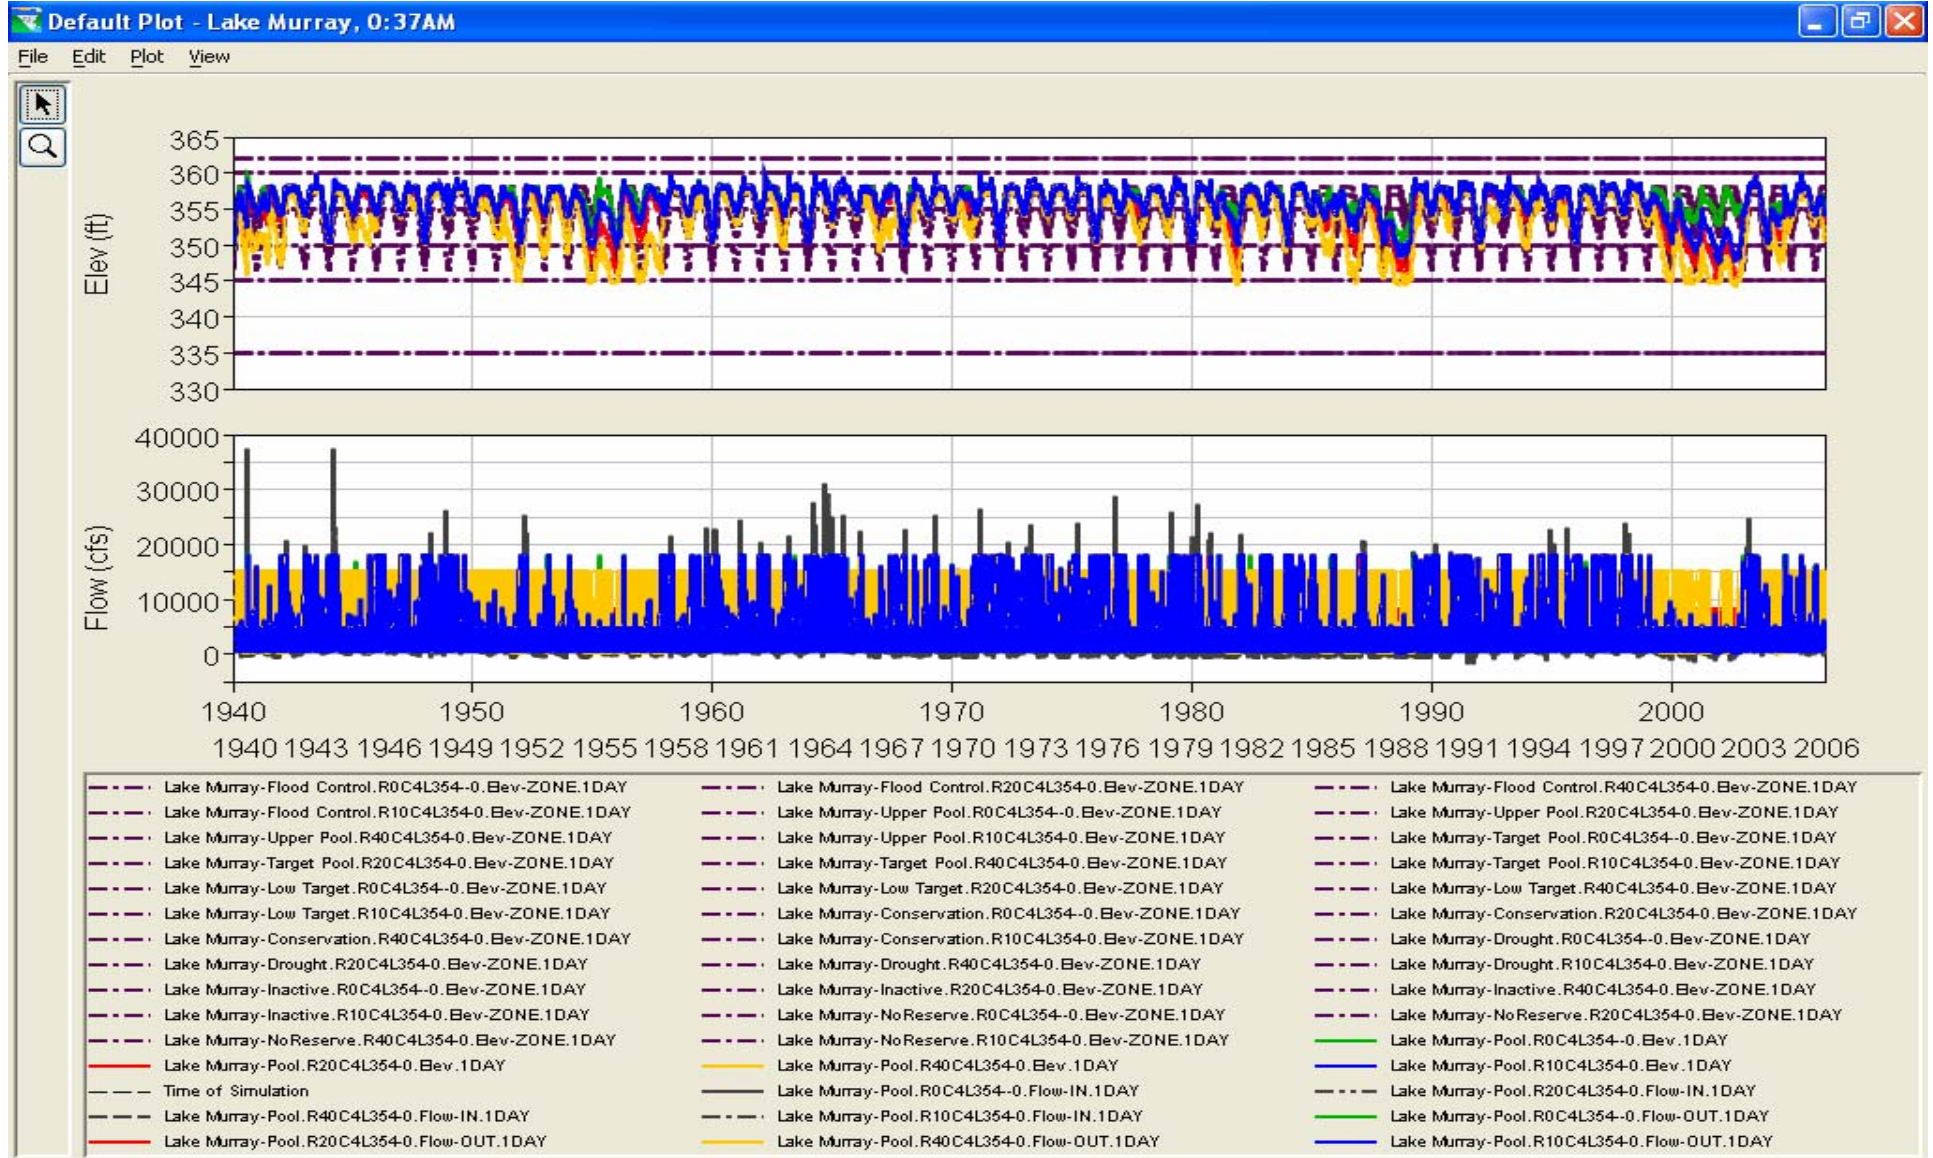 Default Plot - Lake Murray, 0:37AM
File Edit Plot View
365
360
355
350
345
340
335
330
Elev (ft)
40000
30000
20000
10000
0
Flow (cfs)
1940 1950 1960 1970 1980 1990 2000
1940 1943 1946 1949 1952 1955 1958 1961 1964 1967 1970 1973 1976 1979 1982 1985 1988 1991 1994 1997 2000 2003 2006
Lake Murray-Flood Control.R0C4L354--0.Elev-ZONE.1DAY Lake Murray-Flood Control.R20C4L354-0.Elev-ZONE.1DAY Lake Murray-Flood Control.R40C4L354-0.Elev-ZONE.1DAY
Lake Murray-Flood Control.R10C4L354-0.Elev-ZONE.1DAY Lake Murray-Upper Pool.R0C4L354--0.Elev-ZONE.1DAY Lake Murray-Upper Pool.R20C4L354-0.Elev-ZONE.1DAY
Lake Murray-Upper Pool.R40C4L354-0.Elev-ZONE.1DAY Lake Murray-Upper Pool.R10C4L354-0.Elev-ZONE.1DAY Lake Murray-Target Pool.R0C4L354--0.Elev-ZONE.1DAY
Lake Murray-Target Pool.R20C4L354-0.Elev-ZONE.1DAY Lake Murray-Target Pool.R40C4L354-0.Elev-ZONE.1DAY Lake Murray-Target Pool.R10C4L354-0.Elev-ZONE.1DAY
Lake Murray-Low Target.R0C4L354--0.Elev-ZONE.1DAY Lake Murray-Low Target.R20C4L354-0.Elev-ZONE.1DAY Lake Murray-Low Target.R40C4L354-0.Elev-ZONE.1DAY
Lake Murray-Low Target.R10C4L354-0.Elev-ZONE.1DAY Lake Murray-Conservation.R0C4L354--0.Elev-ZONE.1DAY Lake Murray-Conservation.R20C4L354-0.Elev-ZONE.1DAY
Lake Murray-Conservation.R40C4L354-0.Elev-ZONE.1DAY Lake Murray-Conservation.R10C4L354-0.Elev-ZONE.1DAY Lake Murray-Drought.R0C4L354--0.Elev-ZONE.1DAY
Lake Murray-Drought.R20C4L354-0.Elev-ZONE.1DAY Lake Murray-Drought.R40C4L354-0.Elev-ZONE.1DAY Lake Murray-Drought.R10C4L354-0.Elev-ZONE.1DAY
Lake Murray-Inactive.R0C4L354--0.Elev-ZONE.1DAY Lake Murray-Inactive.R20C4L354-0.Elev-ZONE.1DAY Lake Murray-Inactive.R40C4L354-0.Elev-ZONE.1DAY
Lake Murray-Inactive.R10C4L354-0.Elev-ZONE.1DAY Lake Murray-NoReserve.R0C4L354--0.Elev-ZONE.1DAY Lake Murray-NoReserve.R20C4L354-0.Elev-ZONE.1DAY
Lake Murray-NoReserve.R40C4L354-0.Elev-ZONE.1DAY Lake Murray-NoReserve.R10C4L354-0.Elev-ZONE.1DAY Lake Murray-Pool.R0C4L354--0.Elev.1DAY
Lake Murray-Pool.R20C4L354-0.Elev.1DAY Lake Murray-Pool.R40C4L354-0.Elev.1DAY Lake Murray-Pool.R10C4L354-0.Elev.1DAY
Time of Simulation Lake Murray-Pool.R0C4L354--0.Flow-IN.1DAY Lake Murray-Pool.R20C4L354-0.Flow-IN.1DAY
Lake Murray-Pool.R40C4L354-0.Flow-IN.1DAY Lake Murray-Pool.R10C4L354-0.Flow-IN.1DAY Lake Murray-Pool.R0C4L354--0.Flow-OUT.1DAY
Lake Murray-Pool.R20C4L354-0.Flow-OUT.1DAY Lake Murray-Pool.R40C4L354-0.Flow-OUT.1DAY Lake Murray-Pool.R10C4L354-0.Flow-OUT.1DAY